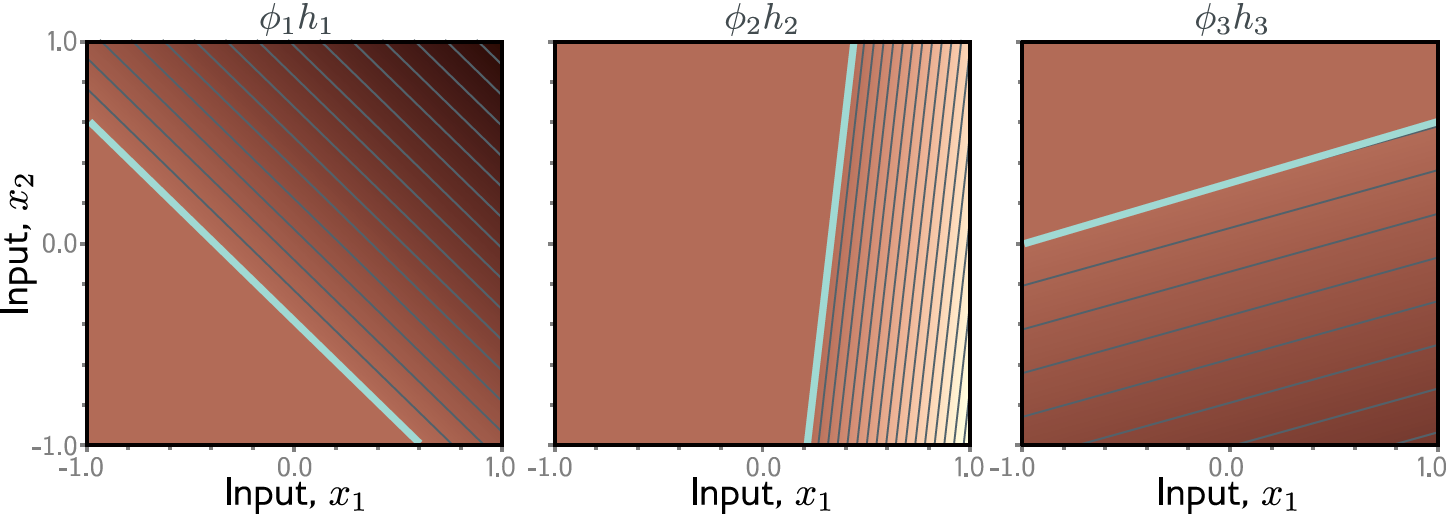 ϕ₁h₁ ϕ₂h₂ ϕ₃h₃
1.0
0.0
-1.0
Input, x₂
-1.0 0.0 1.0 -1.0 0.0 1.0 -1.0 0.0 1.0
Input, x₁ Input, x₁ Input, x₁